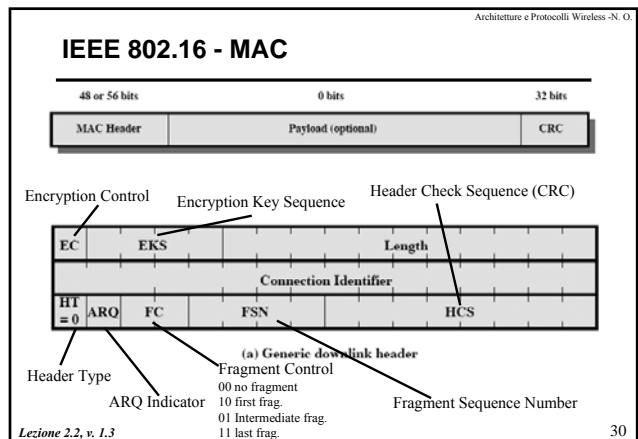 Architetture e Protocolli Wireless -N. O.
IEEE 802.16 - MAC
48 or 56 bits 0 bits 32 bits
MAC Header Payload (optional) CRC
Encryption Control Encryption Key Sequence Header Check Sequence (CRC)
EC EKS Length
Connection Identifier
HT
= 0 ARQ FC FSN HCS
(a) Generic downlink header
Header Type
ARQ Indicator
Fragment Control
00 no fragment
10 first frag.
01 Intermediate frag.
11 last frag.
Fragment Sequence Number
Lezione 2.2, v. 1.3 30